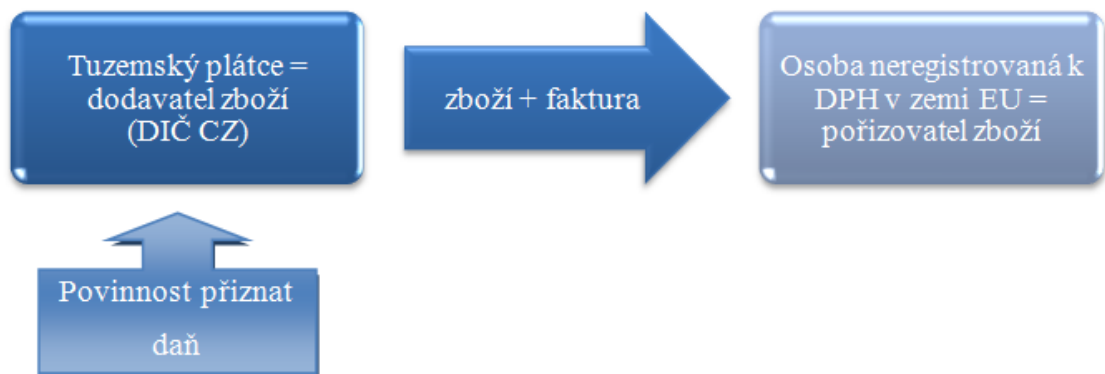 Tuzemský plátce =
dodavatel zboží
(DIČ CZ)
zboží + faktura
Osoba neregistrovaná k
DPH v zemi EU =
pořizovatel zboží
Povinnost přiznat
daň